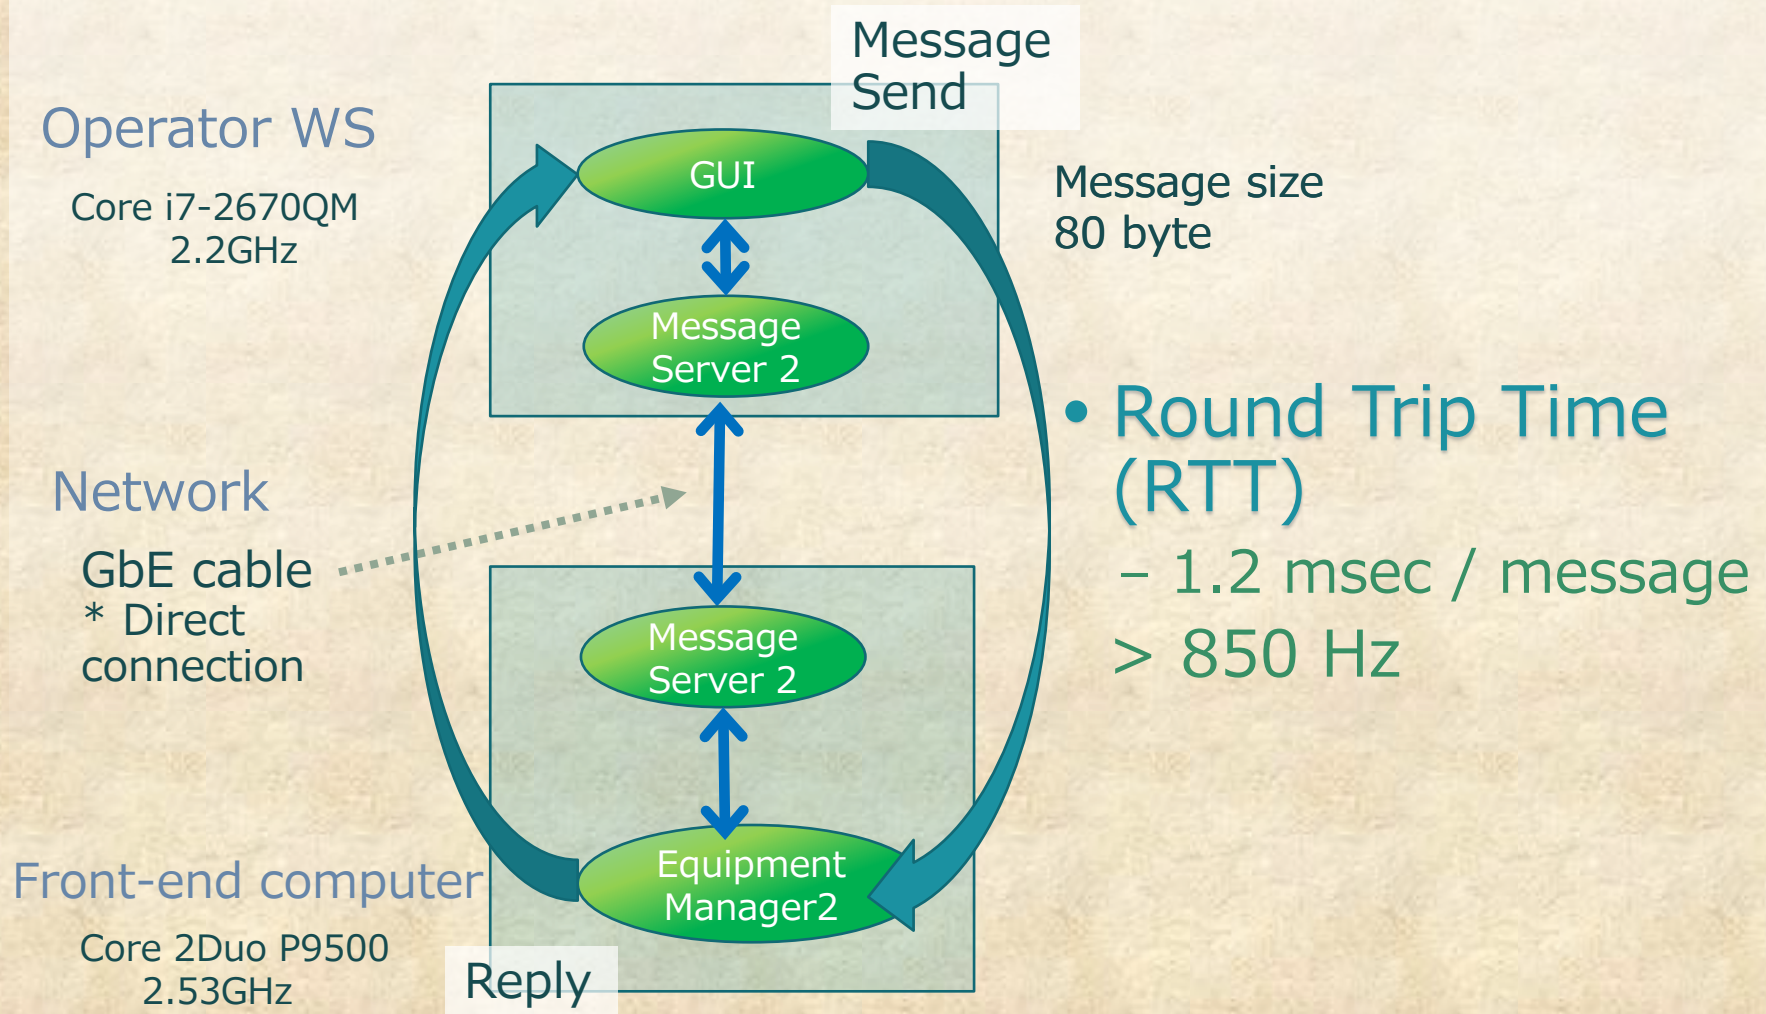 Message
Send
Operator WS
Core i7-2670QM
2.2GHz
GUI
Message size
80 byte
Message
Server 2
• Round Trip Time
(RTT)
– 1.2 msec / message
> 850 Hz
Network
GbE cable
* Direct
connection
Message
Server 2
Equipment
Manager2
Front-end computer
Core 2Duo P9500
2.53GHz
Reply